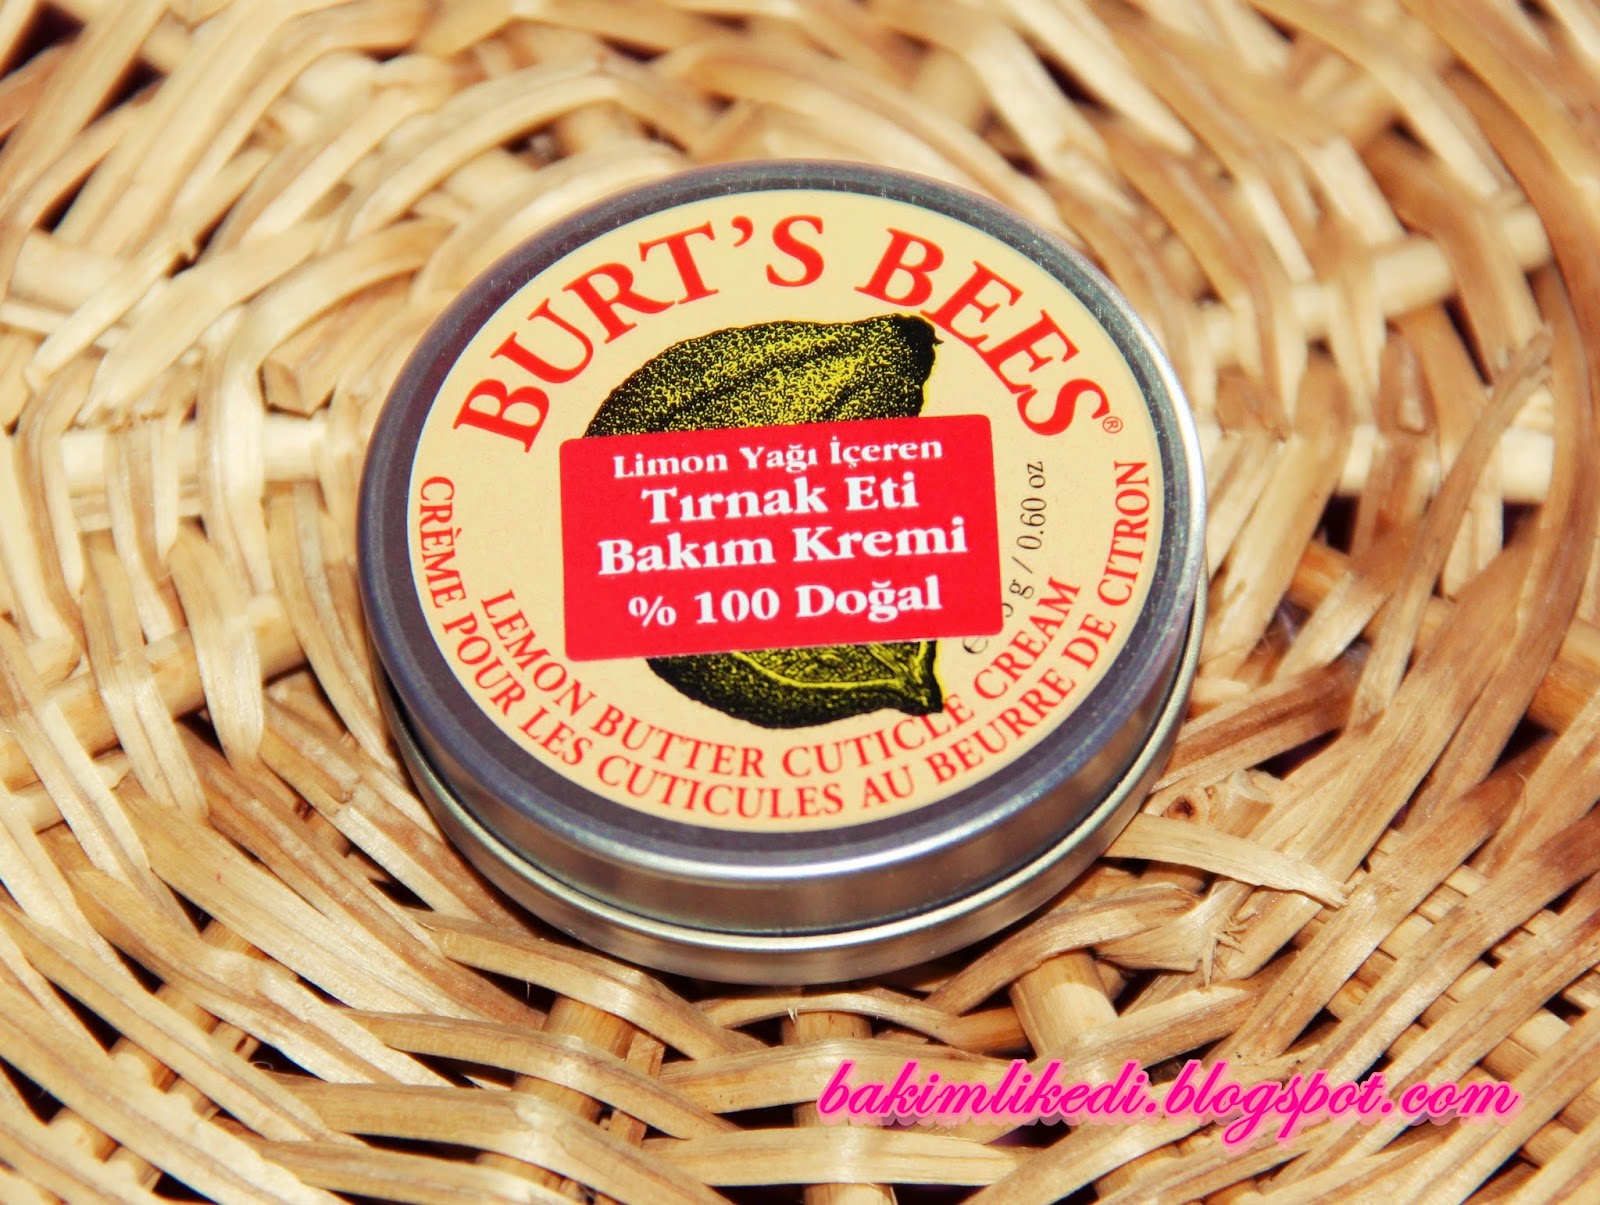 BURT'S BEES®
Limon Yağı İçeren
Tırnak Eti
Bakım Kremi
% 100 Doğal
g / 0.60 oz
LEMON BUTTER CUTICLE CREAM
CRÈME POUR LES CUTICULES AU BEURRE DE CITRON
bakimlikedi.blogspot.com